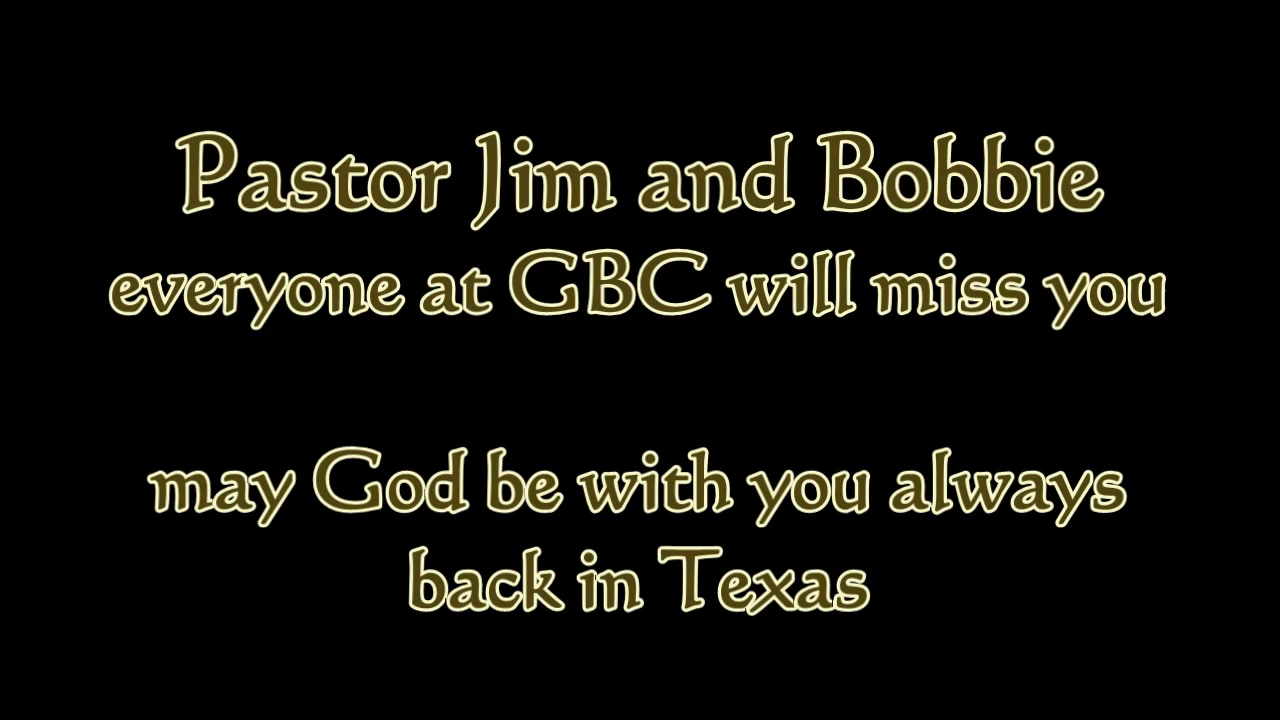 Pastor Jim and Bobbie
everyone at GBC will miss you
may God be with you always
back in Texas